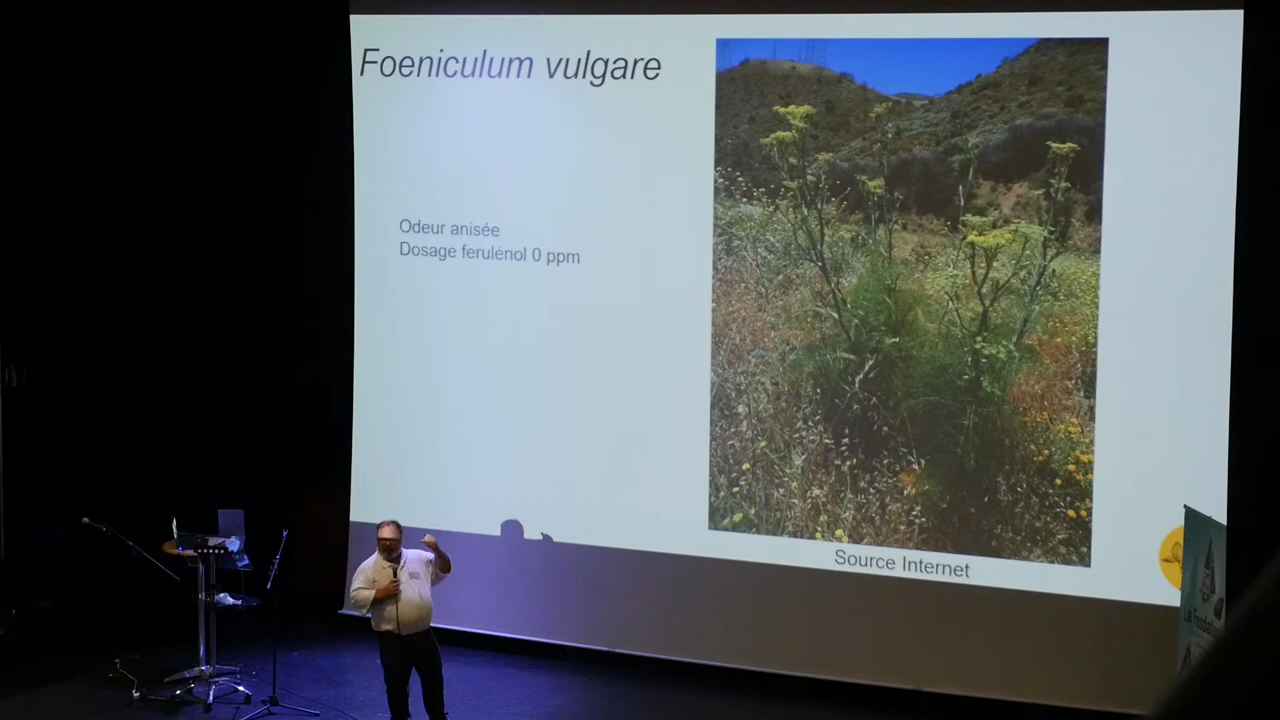 Foeniculum vulgare
Odeur anisée
Dosage ferulénol 0 ppm
Source Internet